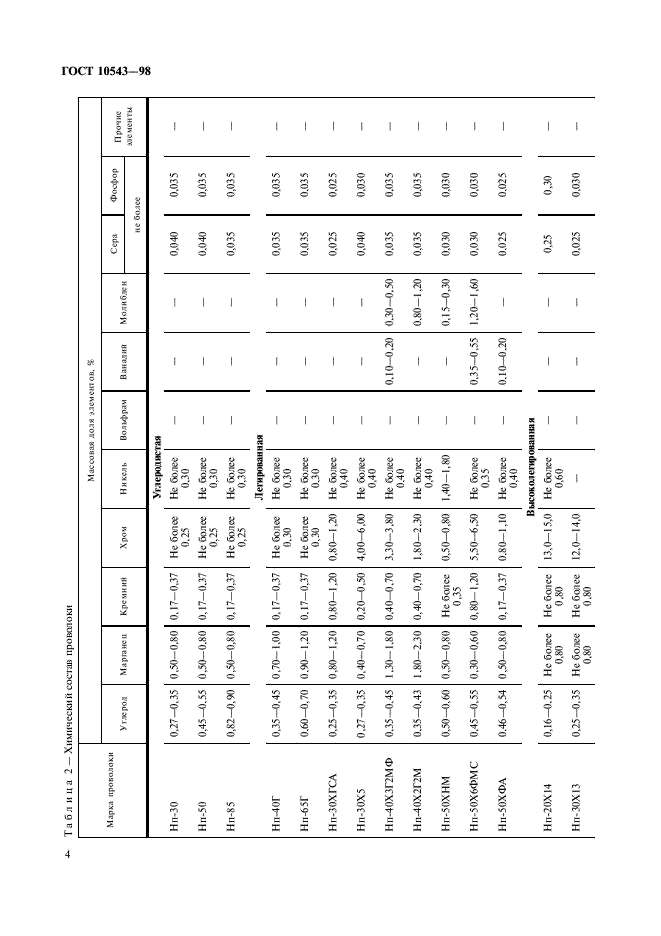 ГОСТ 10543—98
Таблица 2 — Химический состав проволоки
Марка проволоки | Массовая доля элементов, %
Углерод | Марганец | Кремний | Хром | Никель | Вольфрам | Ванадий | Молибден | Сера | Фосфор | Прочие элементы
не более
Углеродистая
Нп-30 | 0,27—0,35 | 0,50—0,80 | 0,17—0,37 | Не более 0,25 | Не более 0,30 | — | — | — | 0,040 | 0,035 | —
Нп-50 | 0,45—0,55 | 0,50—0,80 | 0,17—0,37 | Не более 0,25 | Не более 0,30 | — | — | — | 0,040 | 0,035 | —
Нп-85 | 0,82—0,90 | 0,50—0,80 | 0,17—0,37 | Не более 0,25 | Не более 0,30 | — | — | — | 0,035 | 0,035 | —
Легированная
Нп-40Г | 0,35—0,45 | 0,70—1,00 | 0,17—0,37 | Не более 0,30 | Не более 0,30 | — | — | — | 0,035 | 0,035 | —
Нп-65Г | 0,60—0,70 | 0,90—1,20 | 0,17—0,37 | Не более 0,30 | Не более 0,30 | — | — | — | 0,035 | 0,035 | —
Нп-30ХГСА | 0,25—0,35 | 0,80—1,20 | 0,80—1,20 | 0,80—1,20 | Не более 0,40 | — | — | — | 0,025 | 0,025 | —
Нп-30Х5 | 0,27—0,35 | 0,40—0,70 | 0,20—0,50 | 4,00—6,00 | Не более 0,40 | — | — | — | 0,040 | 0,030 | —
Нп-40Х3Г2МФ | 0,35—0,45 | 1,30—1,80 | 0,40—0,70 | 3,30—3,80 | Не более 0,40 | — | 0,10—0,20 | 0,30—0,50 | 0,035 | 0,035 | —
Нп-40Х2Г2М | 0,35—0,43 | 1,80—2,30 | 0,40—0,70 | 1,80—2,30 | Не более 0,40 | — | — | 0,80—1,20 | 0,035 | 0,035 | —
Нп-50ХНМ | 0,50—0,60 | 0,50—0,80 | Не более 0,35 | 0,50—0,80 | 1,40—1,80 | — | — | 0,15—0,30 | 0,030 | 0,030 | —
Нп-50Х6ФМС | 0,45—0,55 | 0,30—0,60 | 0,80—1,20 | 5,50—6,50 | Не более 0,35 | — | 0,35—0,55 | 1,20—1,60 | 0,030 | 0,030 | —
Нп-50ХФА | 0,46—0,54 | 0,50—0,80 | 0,17—0,37 | 0,80—1,10 | Не более 0,40 | — | 0,10—0,20 | — | 0,025 | 0,025 | —
Высоколегированная
Нп-20Х14 | 0,16—0,25 | Не более 0,80 | Не более 0,80 | 13,0—15,0 | Не более 0,60 | — | — | — | 0,25 | 0,30 | —
Нп-30Х13 | 0,25—0,35 | Не более 0,80 | Не более 0,80 | 12,0—14,0 | — | — | — | — | 0,025 | 0,030 | —
4